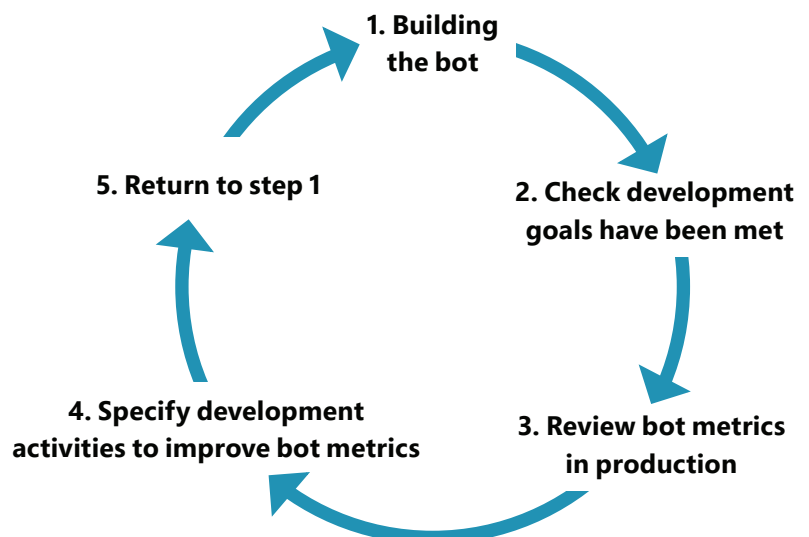 1. Building
the bot
2. Check development
goals have been met
3. Review bot metrics
in production
4. Specify development
activities to improve bot metrics
5. Return to step 1